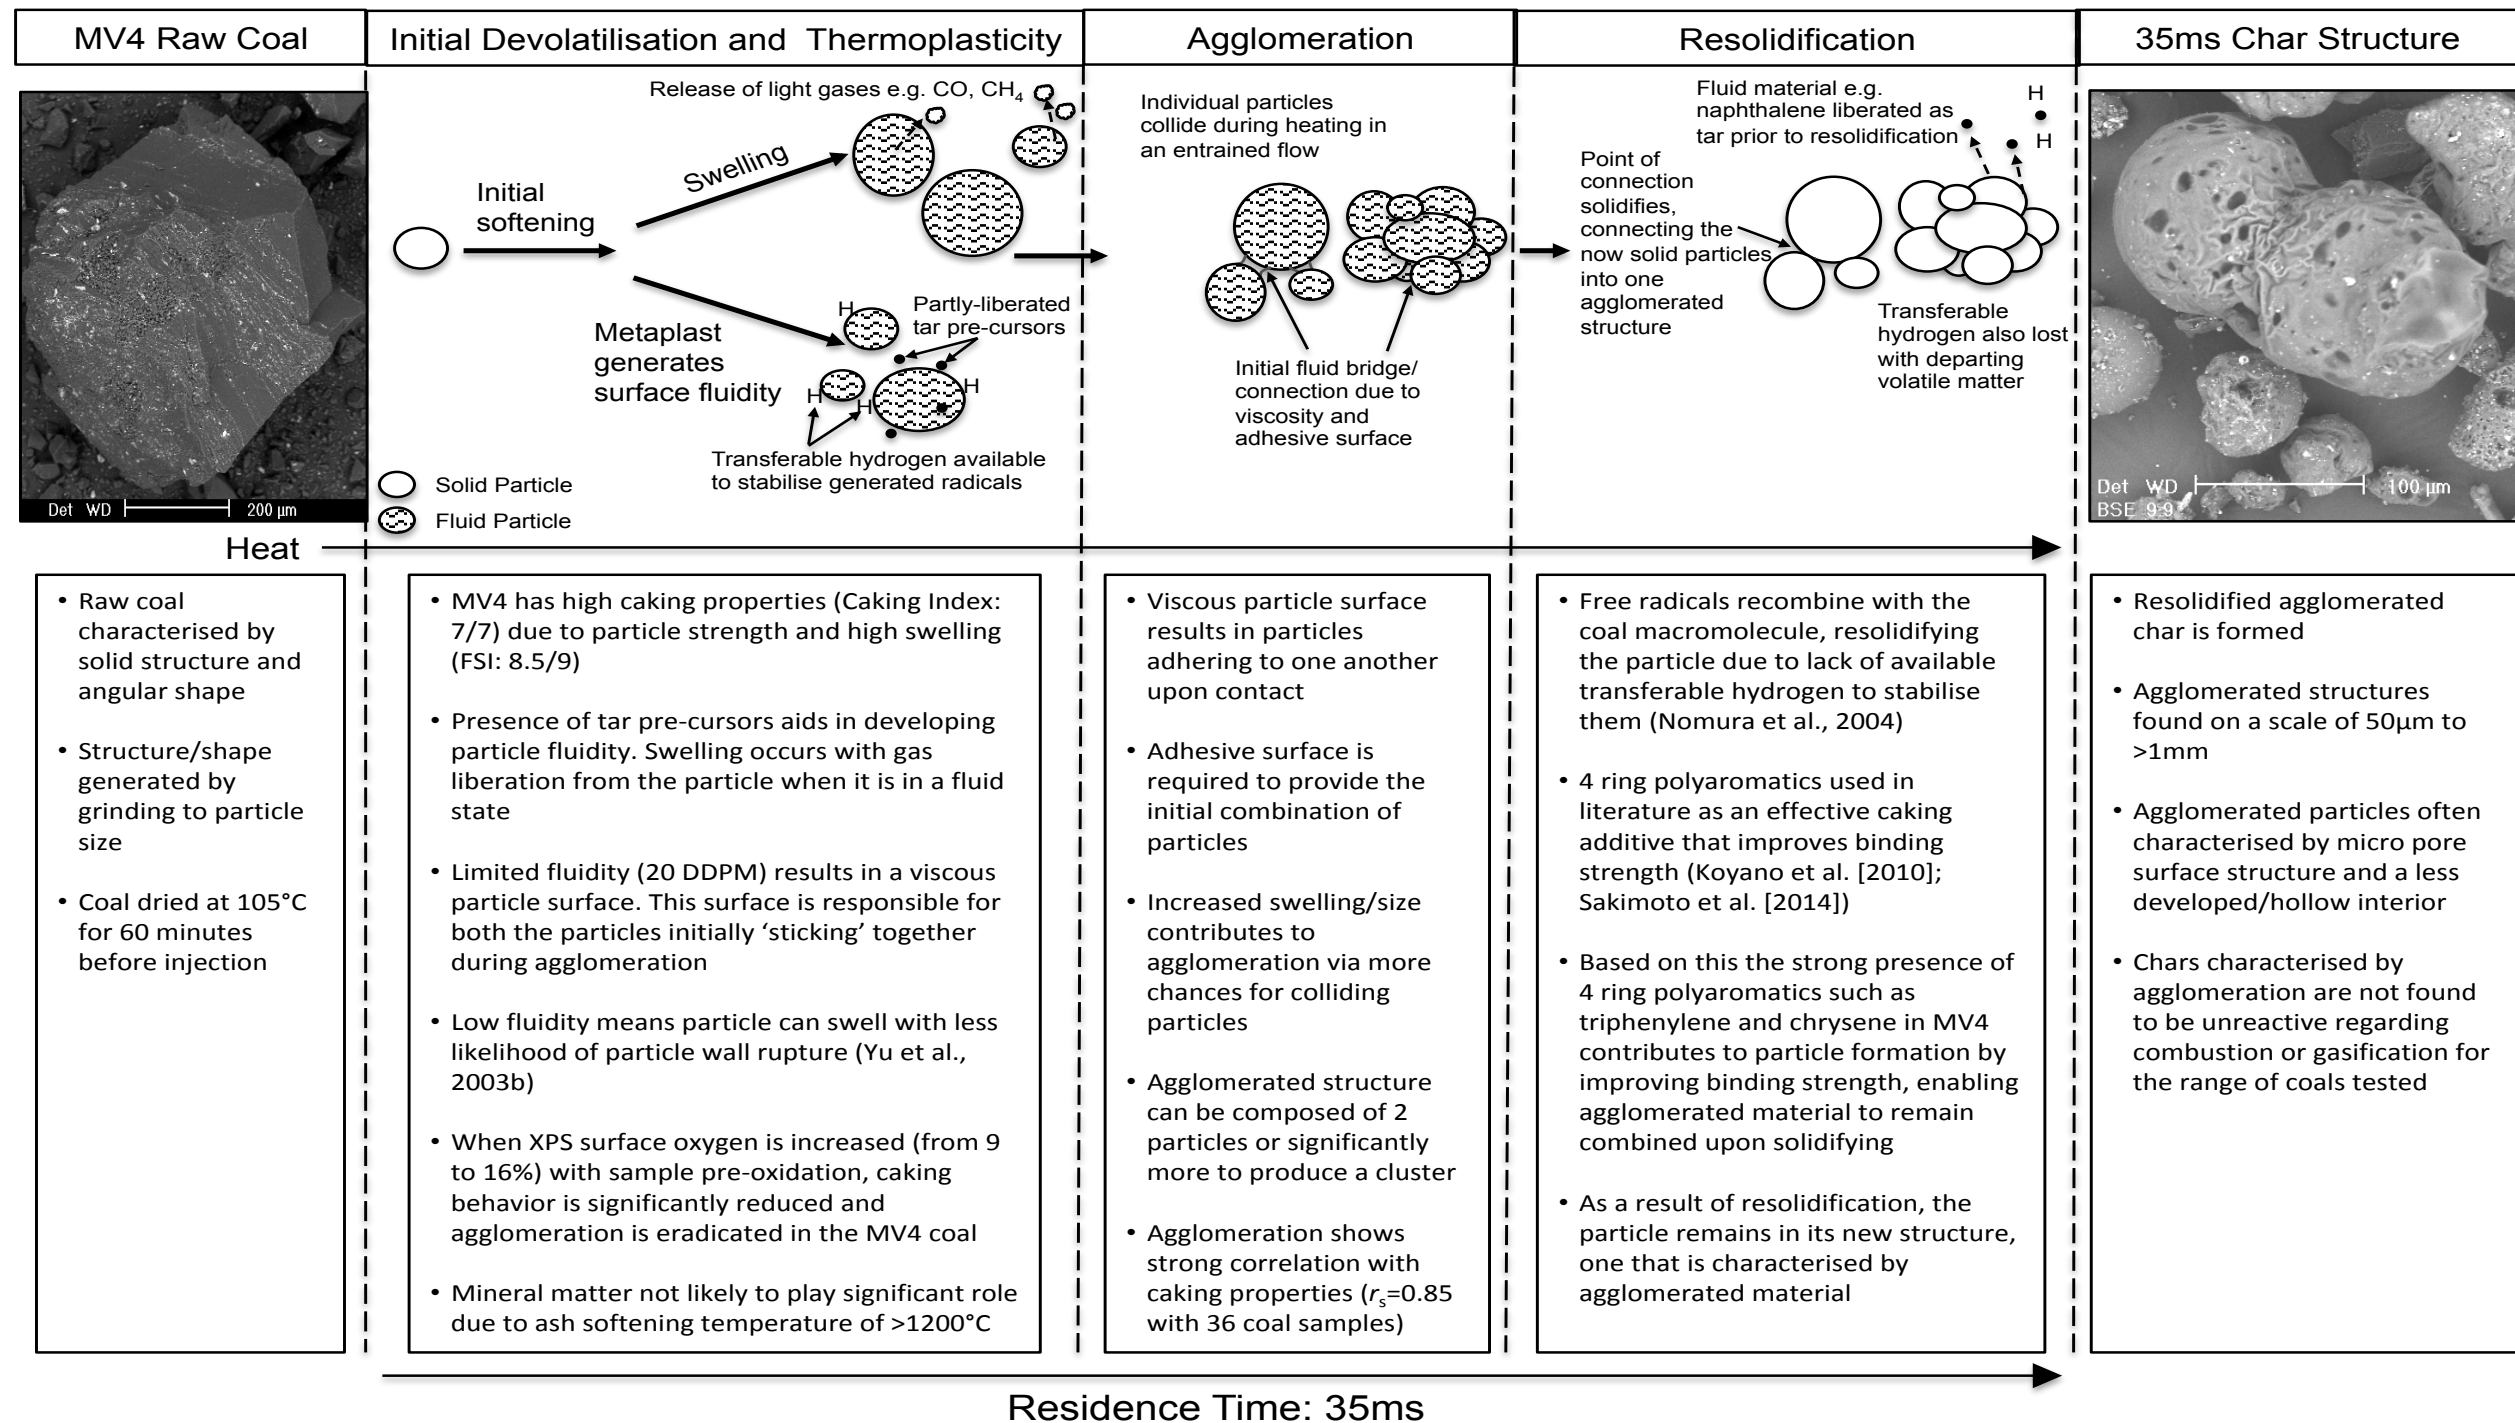 MV4 Raw Coal
Initial Devolatilisation and Thermoplasticity
Agglomeration
Resolidification
35ms Char Structure
Det WD
200 µm
Release of light gases e.g. CO, CH₄
Initial
softening
Swelling
Metaplast
generates
surface fluidity
H
Partly-liberated
tar pre-cursors
H
H
H
Transferable hydrogen available
to stabilise generated radicals
Solid Particle
Fluid Particle
Individual particles
collide during heating in
an entrained flow
Initial fluid bridge/
connection due to
viscosity and
adhesive surface
Fluid material e.g.
naphthalene liberated as
tar prior to resolidification
H
H
Point of
connection
solidifies,
connecting the
now solid particles
into one
agglomerated
structure
Transferable
hydrogen also lost
with departing
volatile matter
Det WD
100 µm
BSE 9.9
Heat
• Raw coal
characterised by
solid structure and
angular shape
• Structure/shape
generated by
grinding to particle
size
• Coal dried at 105°C
for 60 minutes
before injection
• MV4 has high caking properties (Caking Index:
7/7) due to particle strength and high swelling
(FSI: 8.5/9)
• Presence of tar pre-cursors aids in developing
particle fluidity. Swelling occurs with gas
liberation from the particle when it is in a fluid
state
• Limited fluidity (20 DDPM) results in a viscous
particle surface. This surface is responsible for
both the particles initially ‘sticking’ together
during agglomeration
• Low fluidity means particle can swell with less
likelihood of particle wall rupture (Yu et al.,
2003b)
• When XPS surface oxygen is increased (from 9
to 16%) with sample pre-oxidation, caking
behavior is significantly reduced and
agglomeration is eradicated in the MV4 coal
• Mineral matter not likely to play significant role
due to ash softening temperature of >1200°C
• Viscous particle surface
results in particles
adhering to one another
upon contact
• Adhesive surface is
required to provide the
initial combination of
particles
• Increased swelling/size
contributes to
agglomeration via more
chances for colliding
particles
• Agglomerated structure
can be composed of 2
particles or significantly
more to produce a cluster
• Agglomeration shows
strong correlation with
caking properties (rₛ=0.85
with 36 coal samples)
• Free radicals recombine with the
coal macromolecule, resolidifying
the particle due to lack of available
transferable hydrogen to stabilise
them (Nomura et al., 2004)
• 4 ring polyaromatics used in
literature as an effective caking
additive that improves binding
strength (Koyano et al. [2010];
Sakimoto et al. [2014])
• Based on this the strong presence of
4 ring polyaromatics such as
triphenylene and chrysene in MV4
contributes to particle formation by
improving binding strength, enabling
agglomerated material to remain
combined upon solidifying
• As a result of resolidification, the
particle remains in its new structure,
one that is characterised by
agglomerated material
• Resolidified agglomerated
char is formed
• Agglomerated structures
found on a scale of 50µm to
>1mm
• Agglomerated particles often
characterised by micro pore
surface structure and a less
developed/hollow interior
• Chars characterised by
agglomeration are not found
to be unreactive regarding
combustion or gasification for
the range of coals tested
Residence Time: 35ms